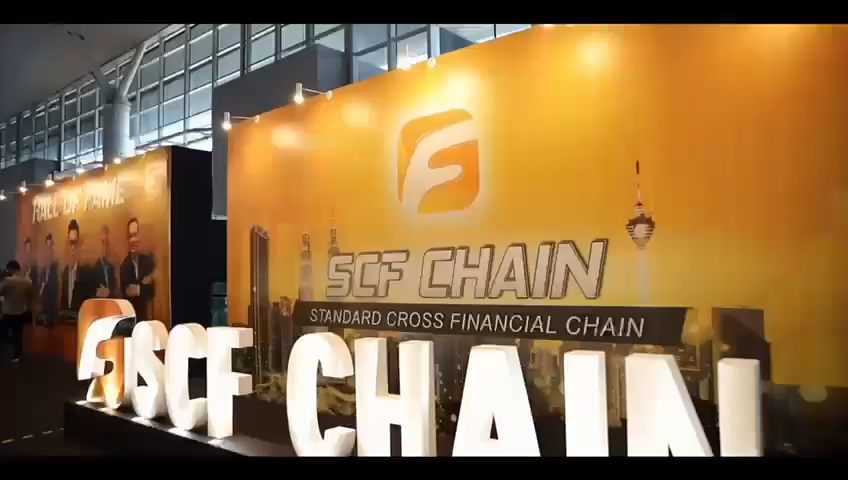 HALL OF FAME
SCF CHAIN
STANDARD CROSS FINANCIAL CHAIN
SCF CHAIN